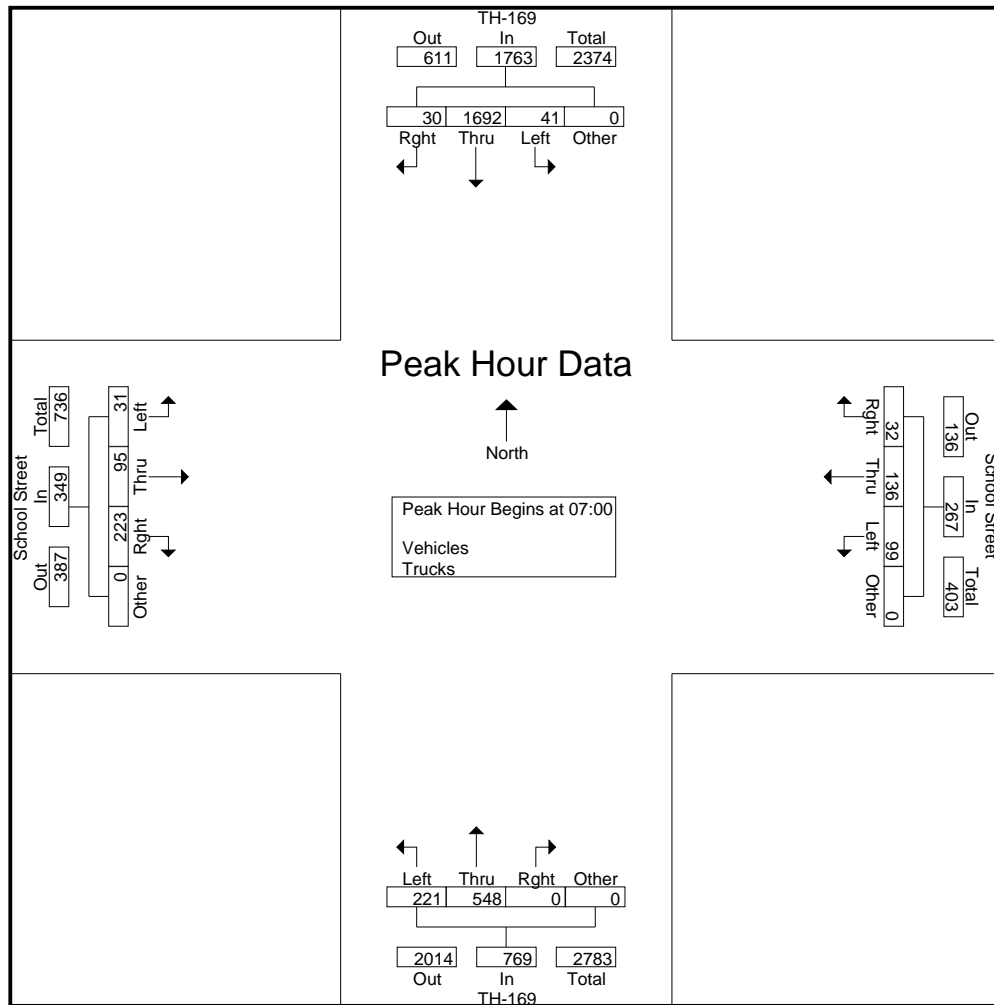 TH-169
Out In Total
611 1763 2374
30 1692 41 0
Rght Thru Left Other
Peak Hour Data
North
Peak Hour Begins at 07:00
Vehicles
Trucks
School Street
Total In Out
736 349 387
31 95 223 0
Left Thru Rght Other
Rght Thru Left Other
32 136 99 0
Out In Total
136 267 403
School Street
Left Thru Rght Other
221 548 0 0
2014 769 2783
Out In Total
TH-169